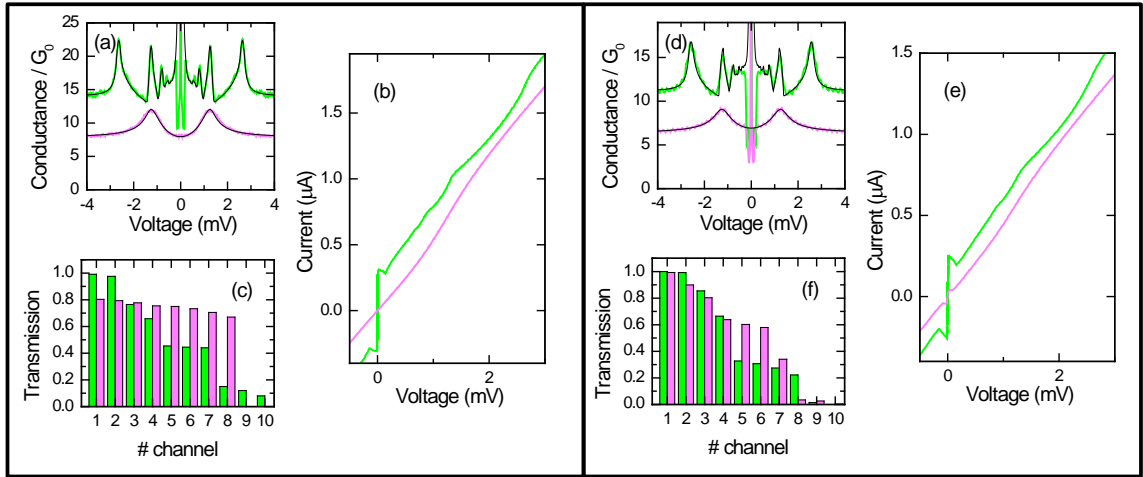 (a)
25
20
15
10
5
0
Conductance / G0
-4 -2 0 2 4
Voltage (mV)
(b)
1.5
1.0
0.5
0.0
Current (µA)
0 2
Voltage (mV)
(c)
1.0
0.8
0.6
0.4
0.2
0.0
Transmission
1 2 3 4 5 6 7 8 9 10
# channel
(d)
20
15
10
5
0
Conductance / G0
-4 -2 0 2 4
Voltage (mV)
(e)
1.5
1.0
0.5
0.0
Current (µA)
0 2
Voltage (mV)
(f)
1.0
0.8
0.6
0.4
0.2
0.0
Transmission
1 2 3 4 5 6 7 8 9 10
# channel